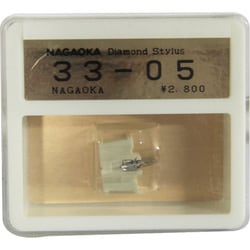 NAGAOKA Diamond Stylus
33-05
NAGAOKA ¥2.800